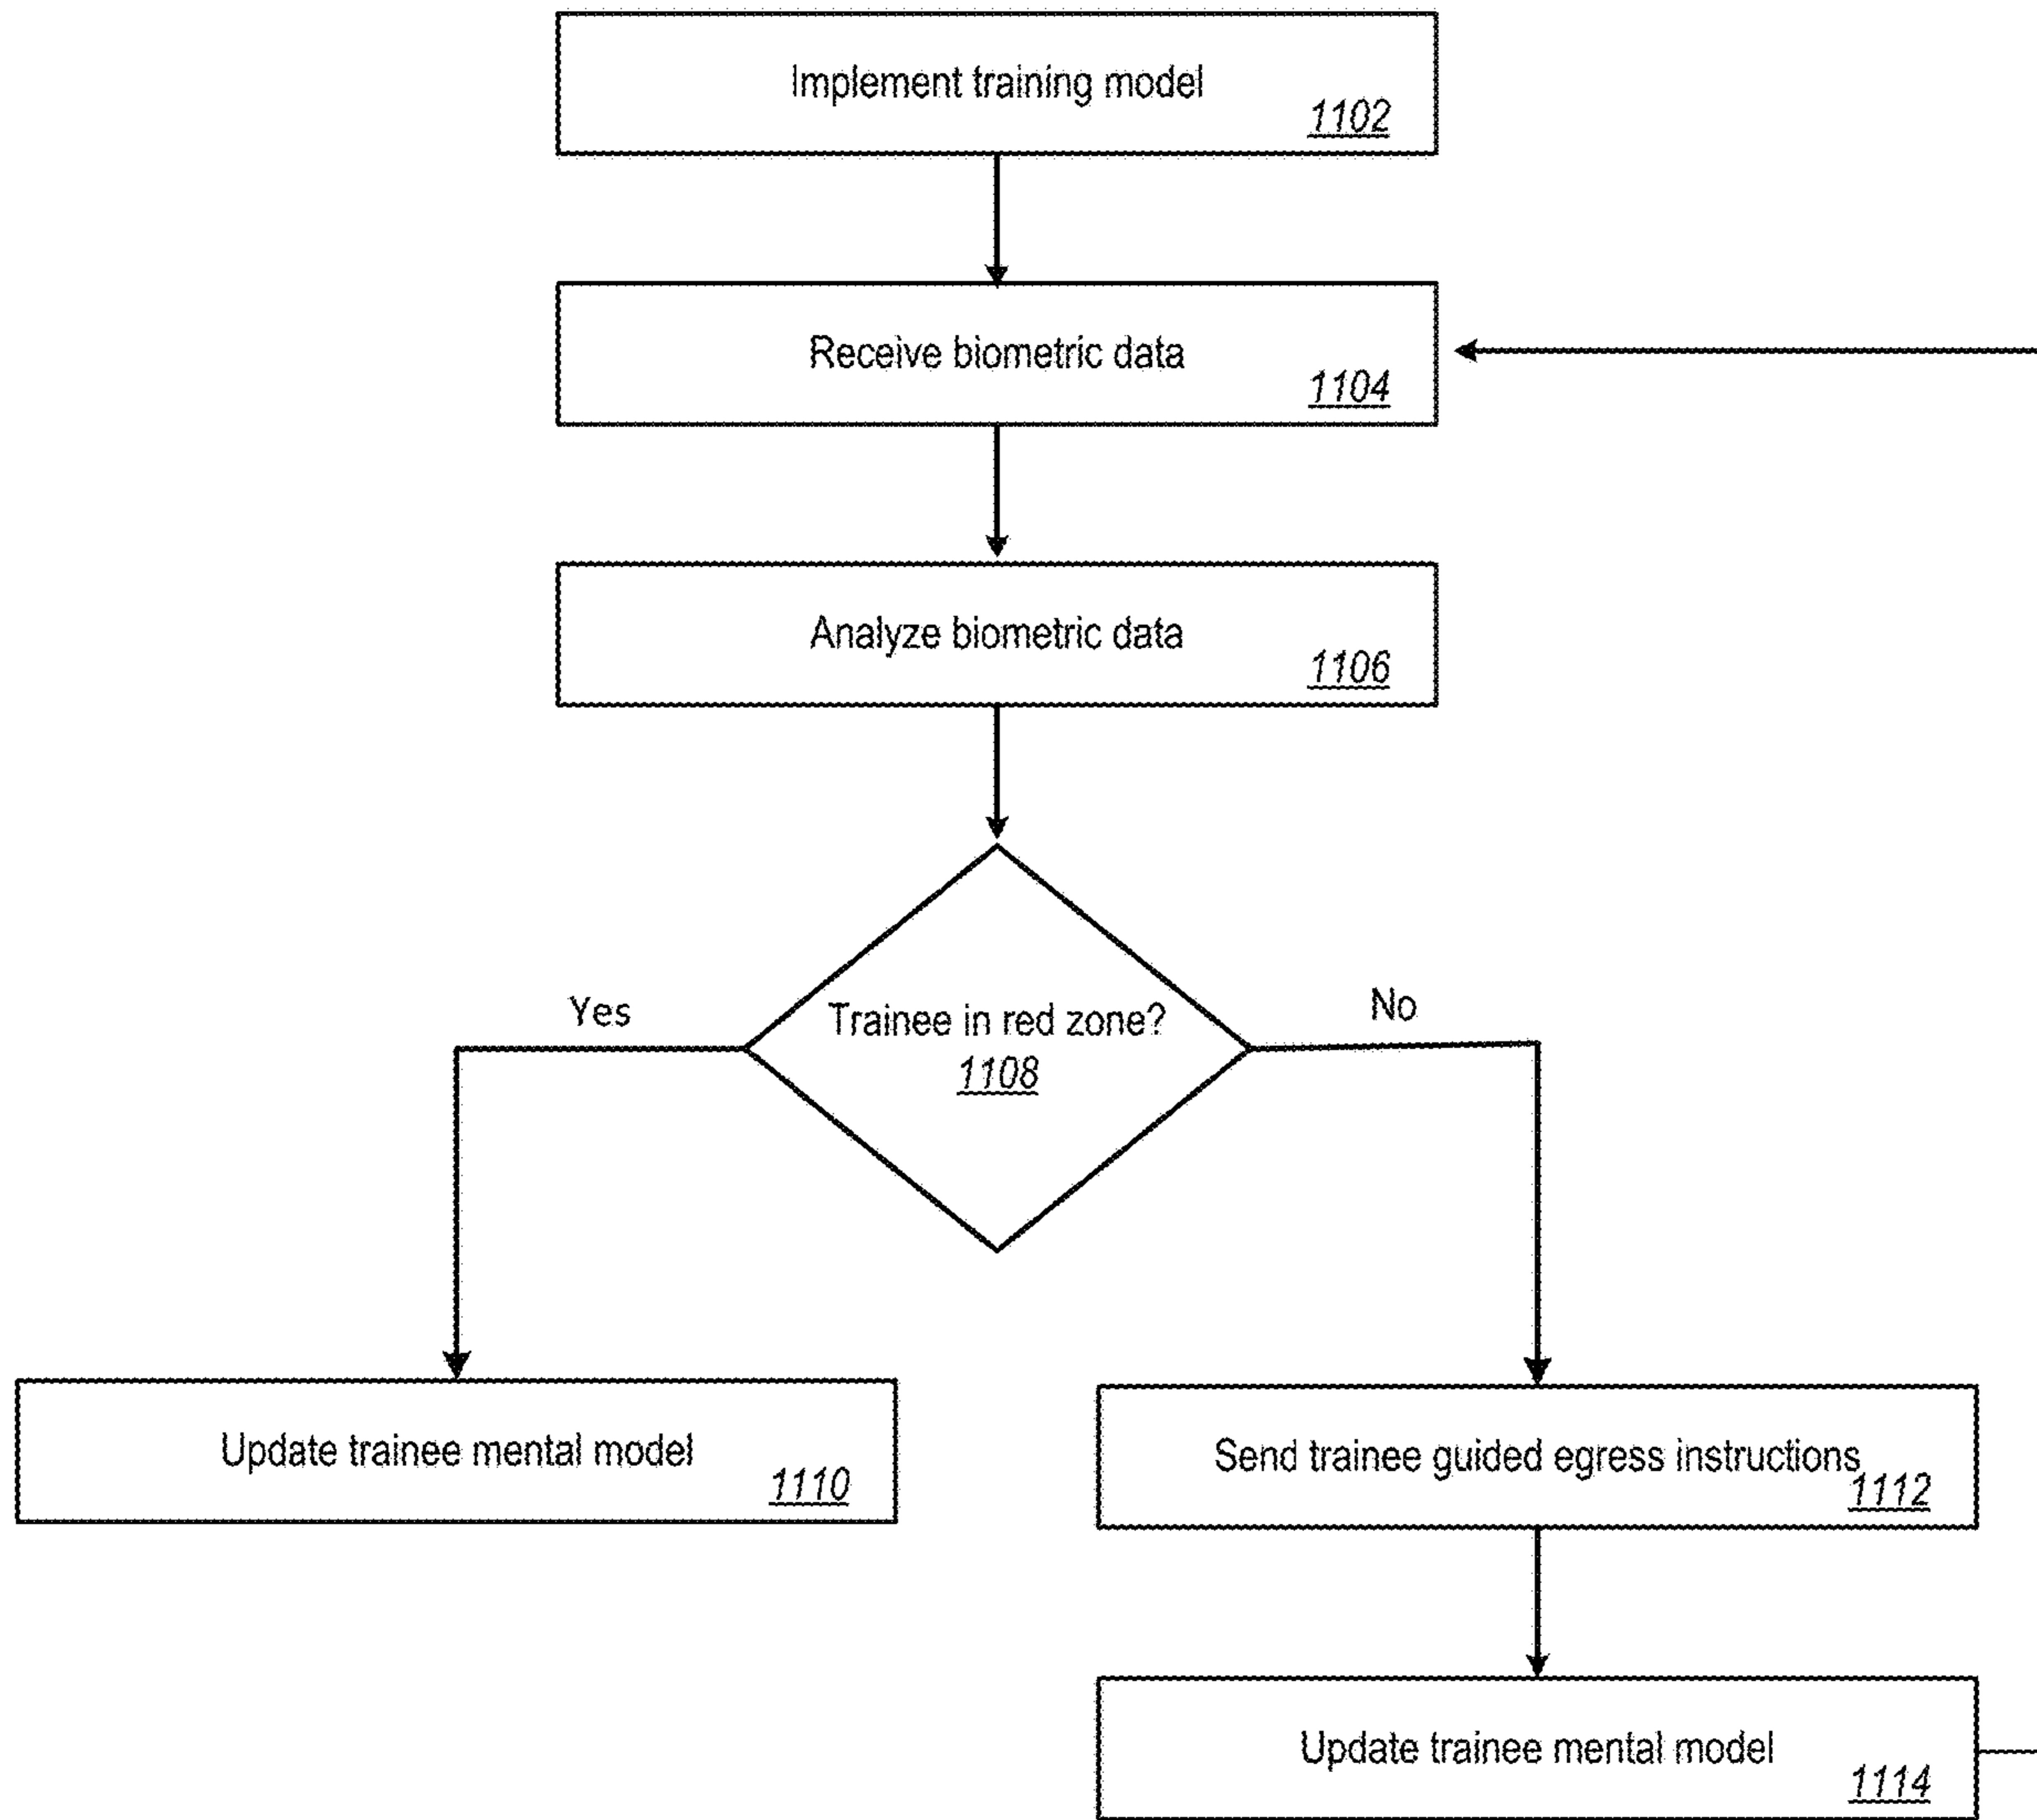 Implement training model
1102
Receive biometric data
1104
Analyze biometric data
1106
Yes
Trainee in red zone?
No
1108
Update trainee mental model
1110
Send trainee guided egress instructions
1112
Update trainee mental model
1114